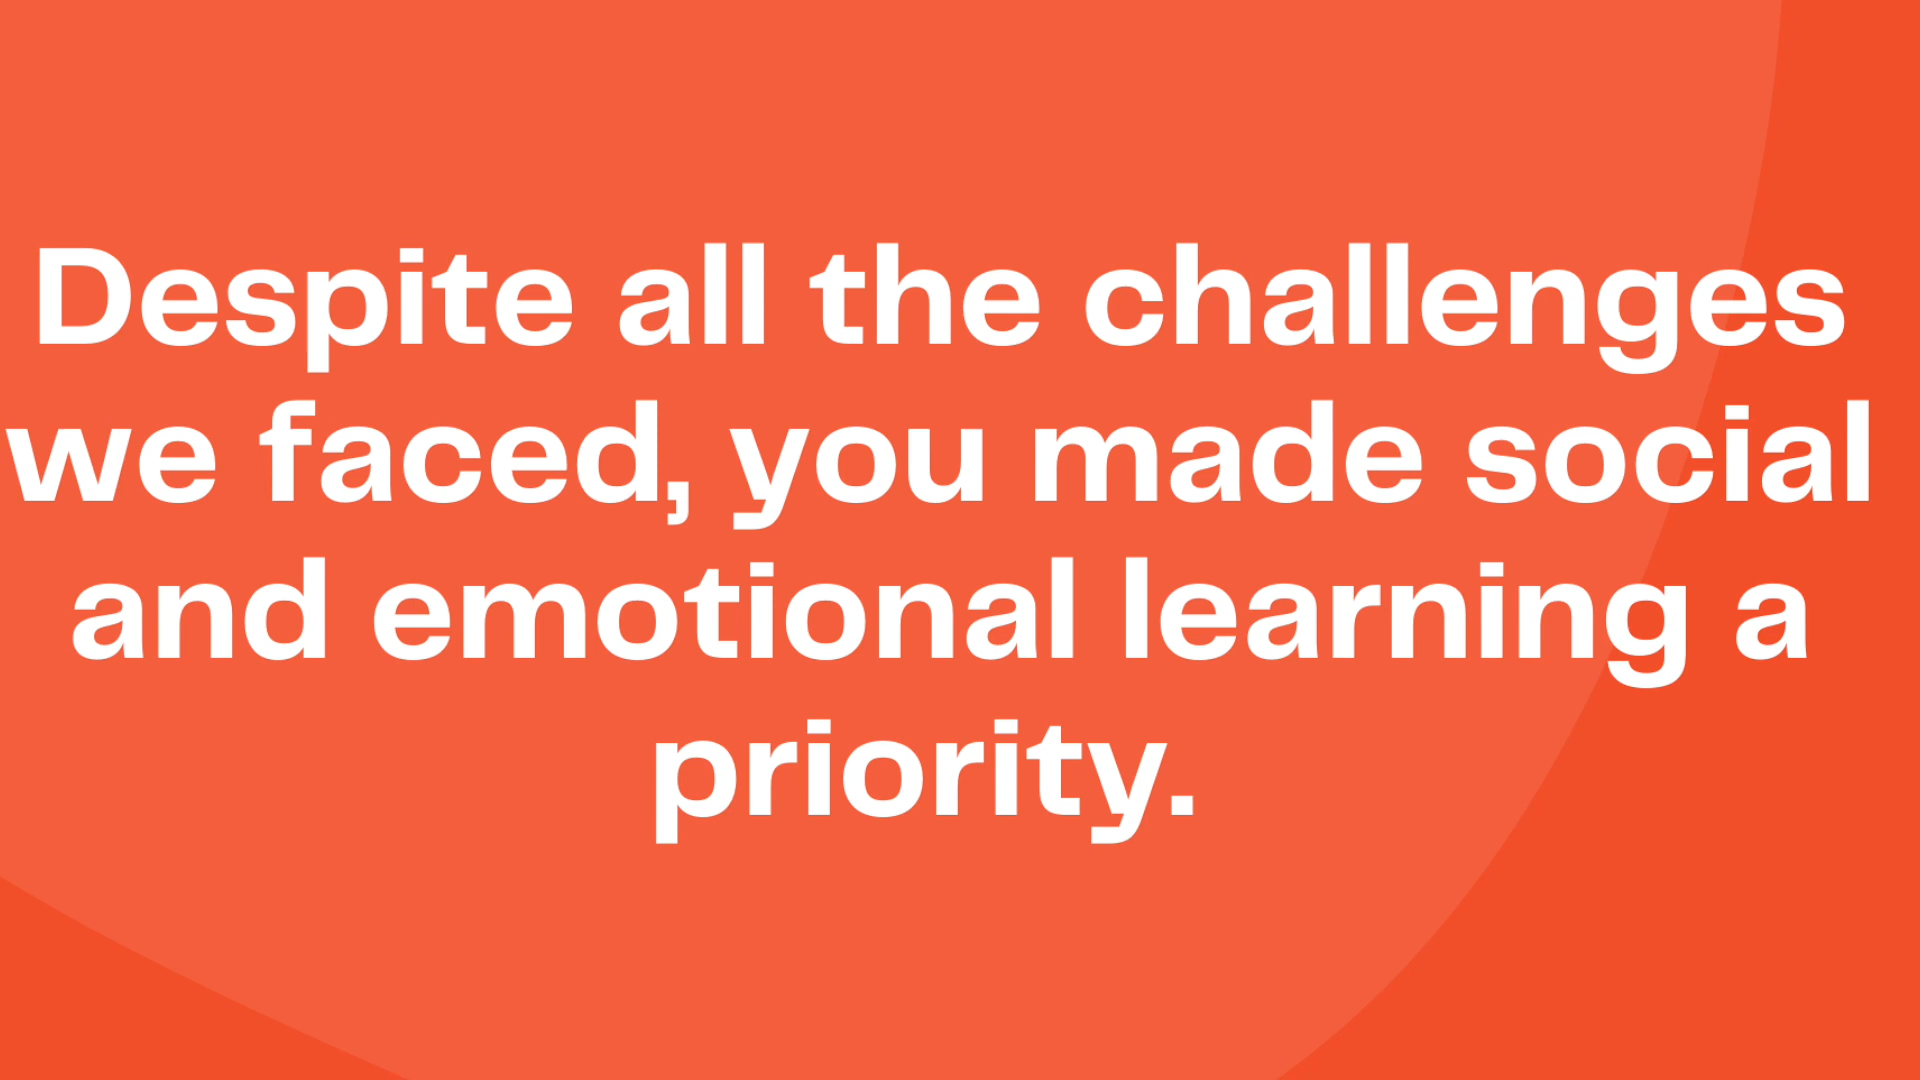 Despite all the challenges
we faced, you made social
and emotional learning a
priority.